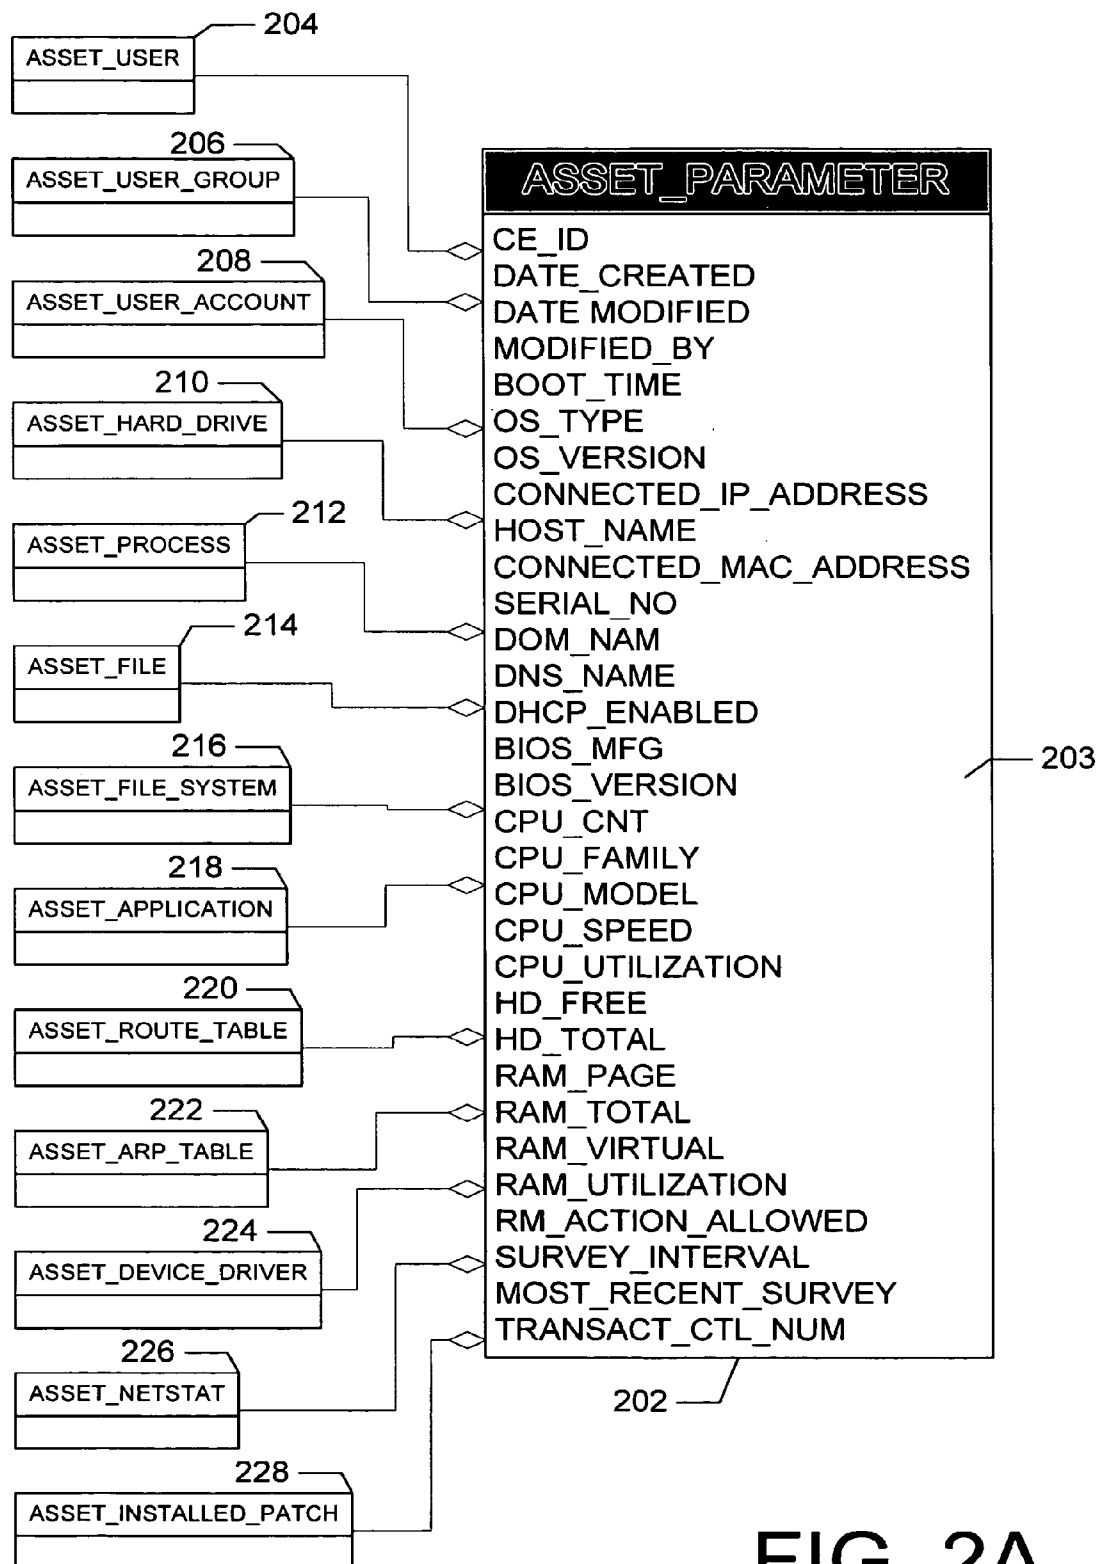 204
ASSET_USER
206
ASSET_USER_GROUP
208
ASSET_USER_ACCOUNT
210
ASSET_HARD_DRIVE
212
ASSET_PROCESS
214
ASSET_FILE
216
ASSET_FILE_SYSTEM
218
ASSET_APPLICATION
220
ASSET_ROUTE_TABLE
222
ASSET_ARP_TABLE
224
ASSET_DEVICE_DRIVER
226
ASSET_NETSTAT
228
ASSET_INSTALLED_PATCH
ASSET_PARAMETER
CE_ID
DATE_CREATED
DATE MODIFIED
MODIFIED_BY
BOOT_TIME
OS_TYPE
OS_VERSION
CONNECTED_IP_ADDRESS
HOST_NAME
CONNECTED_MAC_ADDRESS
SERIAL_NO
DOM_NAM
DNS_NAME
DHCP_ENABLED
BIOS_MFG
BIOS_VERSION
CPU_CNT
CPU_FAMILY
CPU_MODEL
CPU_SPEED
CPU_UTILIZATION
HD_FREE
HD_TOTAL
RAM_PAGE
RAM_TOTAL
RAM_VIRTUAL
RAM_UTILIZATION
RM_ACTION_ALLOWED
SURVEY_INTERVAL
MOST_RECENT_SURVEY
TRANSACT_CTL_NUM
203
202
FIG. 2A